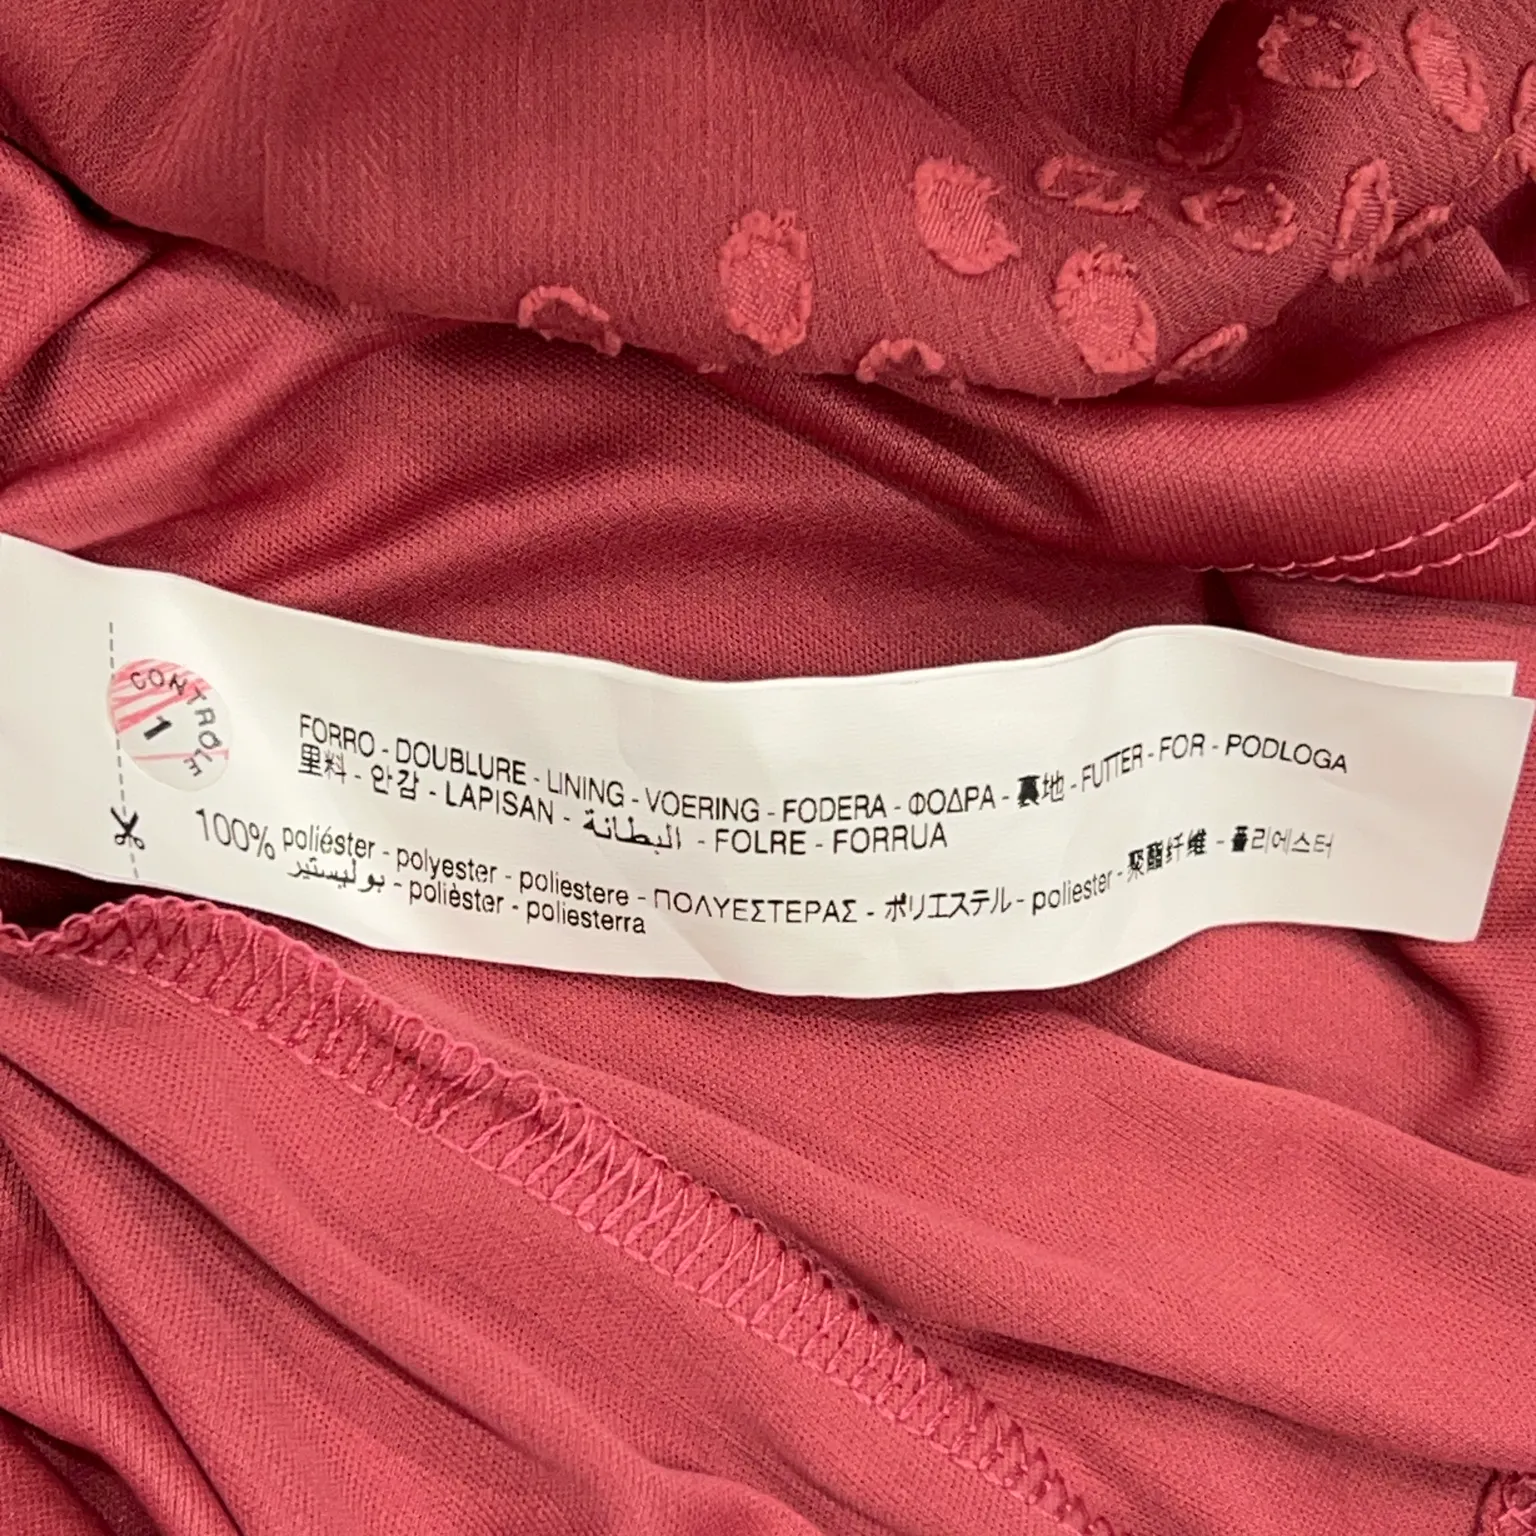 CONTROLE
1
FORRO - DOUBLURE - LINING - VOERING - FODERA - ΦΟΔΡΑ - 裏地 - FUTTER - FOR - PODLOGA
里料 - 안감 - LAPISAN - البطانة - FOLRE - FORRUA
100% poliéster - polyester - poliestere - ΠΟΛΥΕΣΤΕΡΑΣ - ポリエステル - poliester - 聚酯纤维 - 폴리에스터
بوليستير - polièster - poliesterra